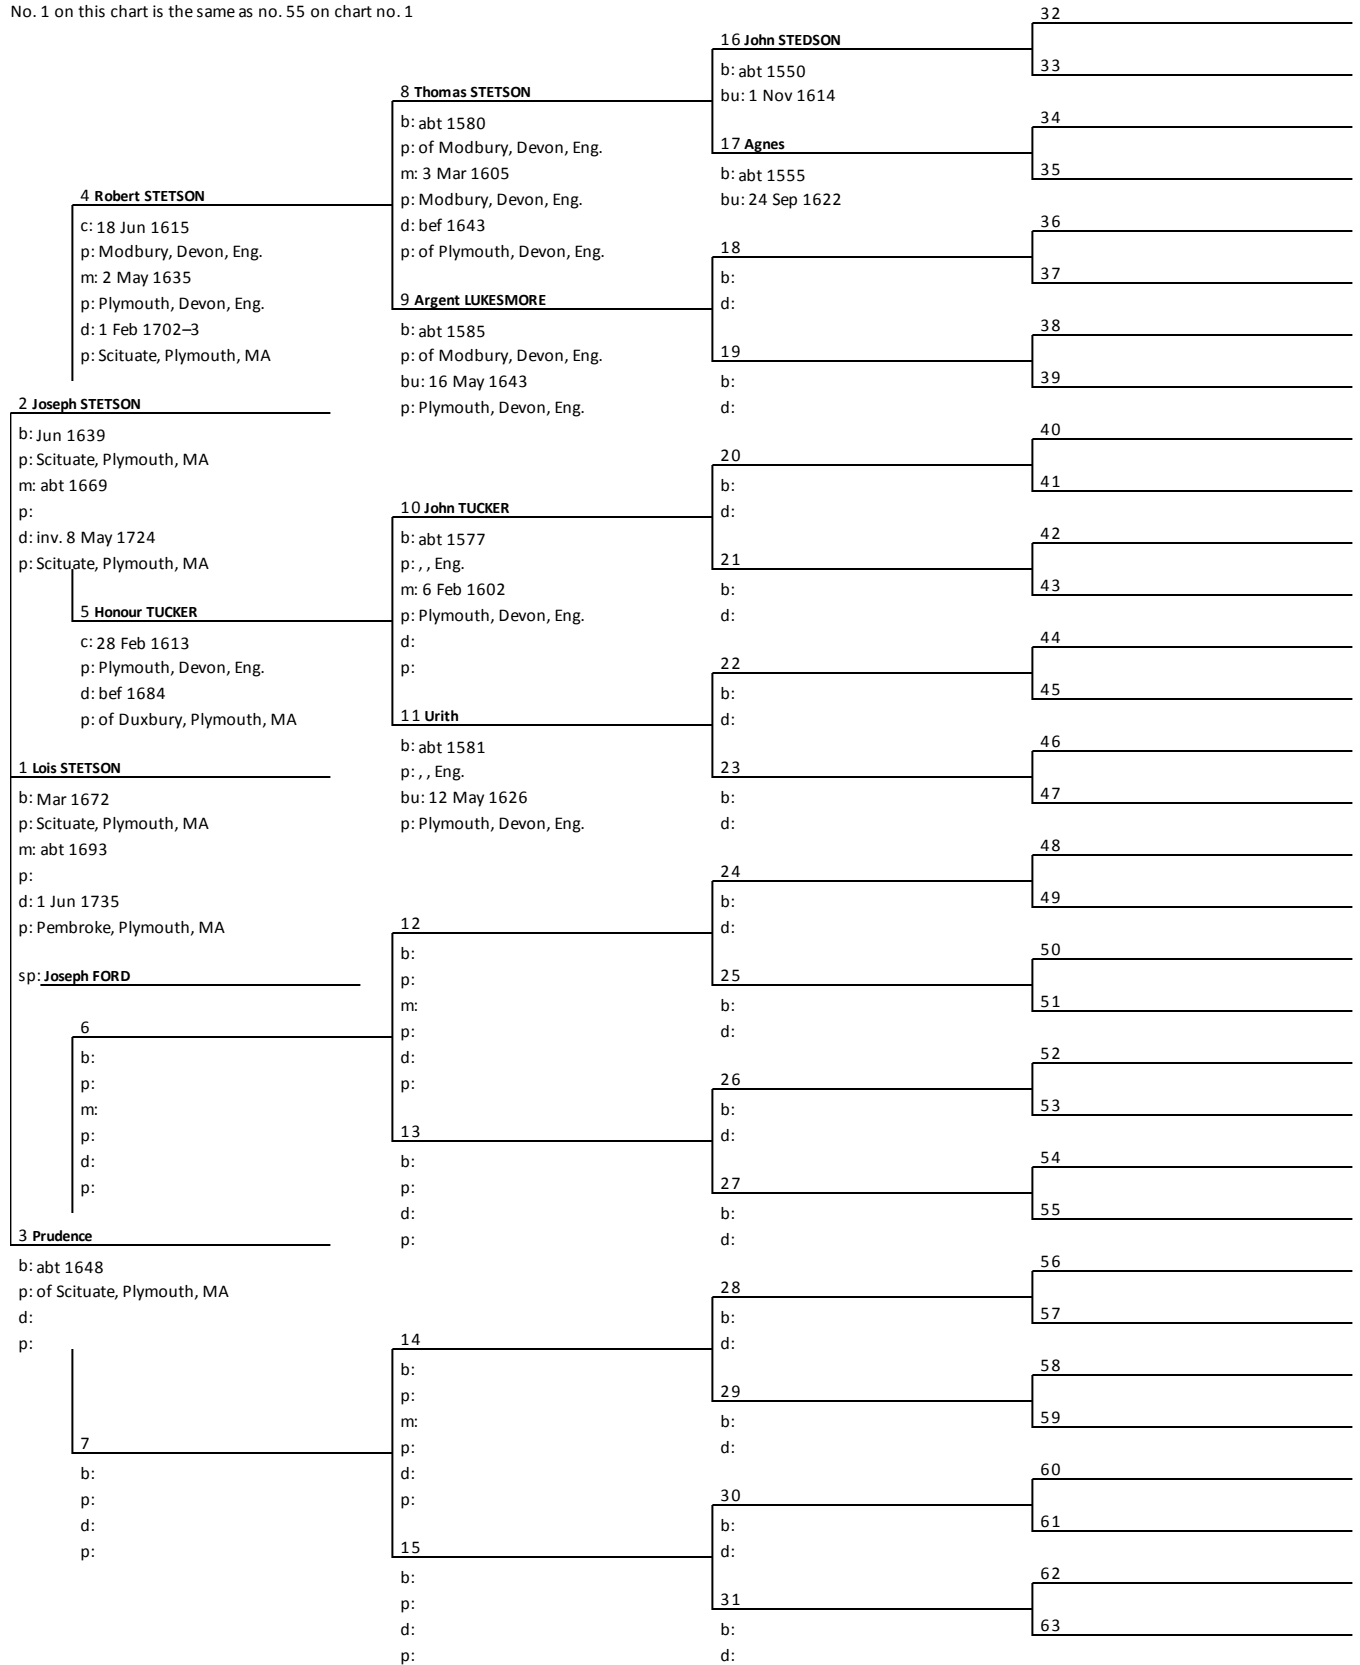 No. 1 on this chart is the same as no. 55 on chart no. 1
2 Joseph STETSON
b: Jun 1639
p: Scituate, Plymouth, MA
m: abt 1669
p:
d: inv. 8 May 1724
p: Scituate, Plymouth, MA
1 Lois STETSON
b: Mar 1672
p: Scituate, Plymouth, MA
m: abt 1693
p:
d: 1 Jun 1735
p: Pembroke, Plymouth, MA
sp: Joseph FORD
3 Prudence
b: abt 1648
p: of Scituate, Plymouth, MA
d:
p:
4 Robert STETSON
c: 18 Jun 1615
p: Modbury, Devon, Eng.
m: 2 May 1635
p: Plymouth, Devon, Eng.
d: 1 Feb 1702–3
p: Scituate, Plymouth, MA
5 Honour TUCKER
c: 28 Feb 1613
p: Plymouth, Devon, Eng.
d: bef 1684
p: of Duxbury, Plymouth, MA
6
b:
p:
m:
p:
d:
p:
7
b:
p:
d:
p:
8 Thomas STETSON
b: abt 1580
p: of Modbury, Devon, Eng.
m: 3 Mar 1605
p: Modbury, Devon, Eng.
d: bef 1643
p: of Plymouth, Devon, Eng.
9 Argent LUKESMORE
b: abt 1585
p: of Modbury, Devon, Eng.
bu: 16 May 1643
p: Plymouth, Devon, Eng.
10 John TUCKER
b: abt 1577
p: , , Eng.
m: 6 Feb 1602
p: Plymouth, Devon, Eng.
d:
p:
11 Urith
b: abt 1581
p: , , Eng.
bu: 12 May 1626
p: Plymouth, Devon, Eng.
12
b:
p:
m:
p:
d:
p:
13
b:
p:
d:
p:
14
b:
p:
m:
p:
d:
p:
15
b:
p:
d:
p:
16 John STEDSON
b: abt 1550
bu: 1 Nov 1614
17 Agnes
b: abt 1555
bu: 24 Sep 1622
18
b:
d:
19
b:
d:
20
b:
d:
21
b:
d:
22
b:
d:
23
b:
d:
24
b:
d:
25
b:
d:
26
b:
d:
27
b:
d:
28
b:
d:
29
b:
d:
30
b:
d:
31
b:
d:
32
33
34
35
36
37
38
39
40
41
42
43
44
45
46
47
48
49
50
51
52
53
54
55
56
57
58
59
60
61
62
63